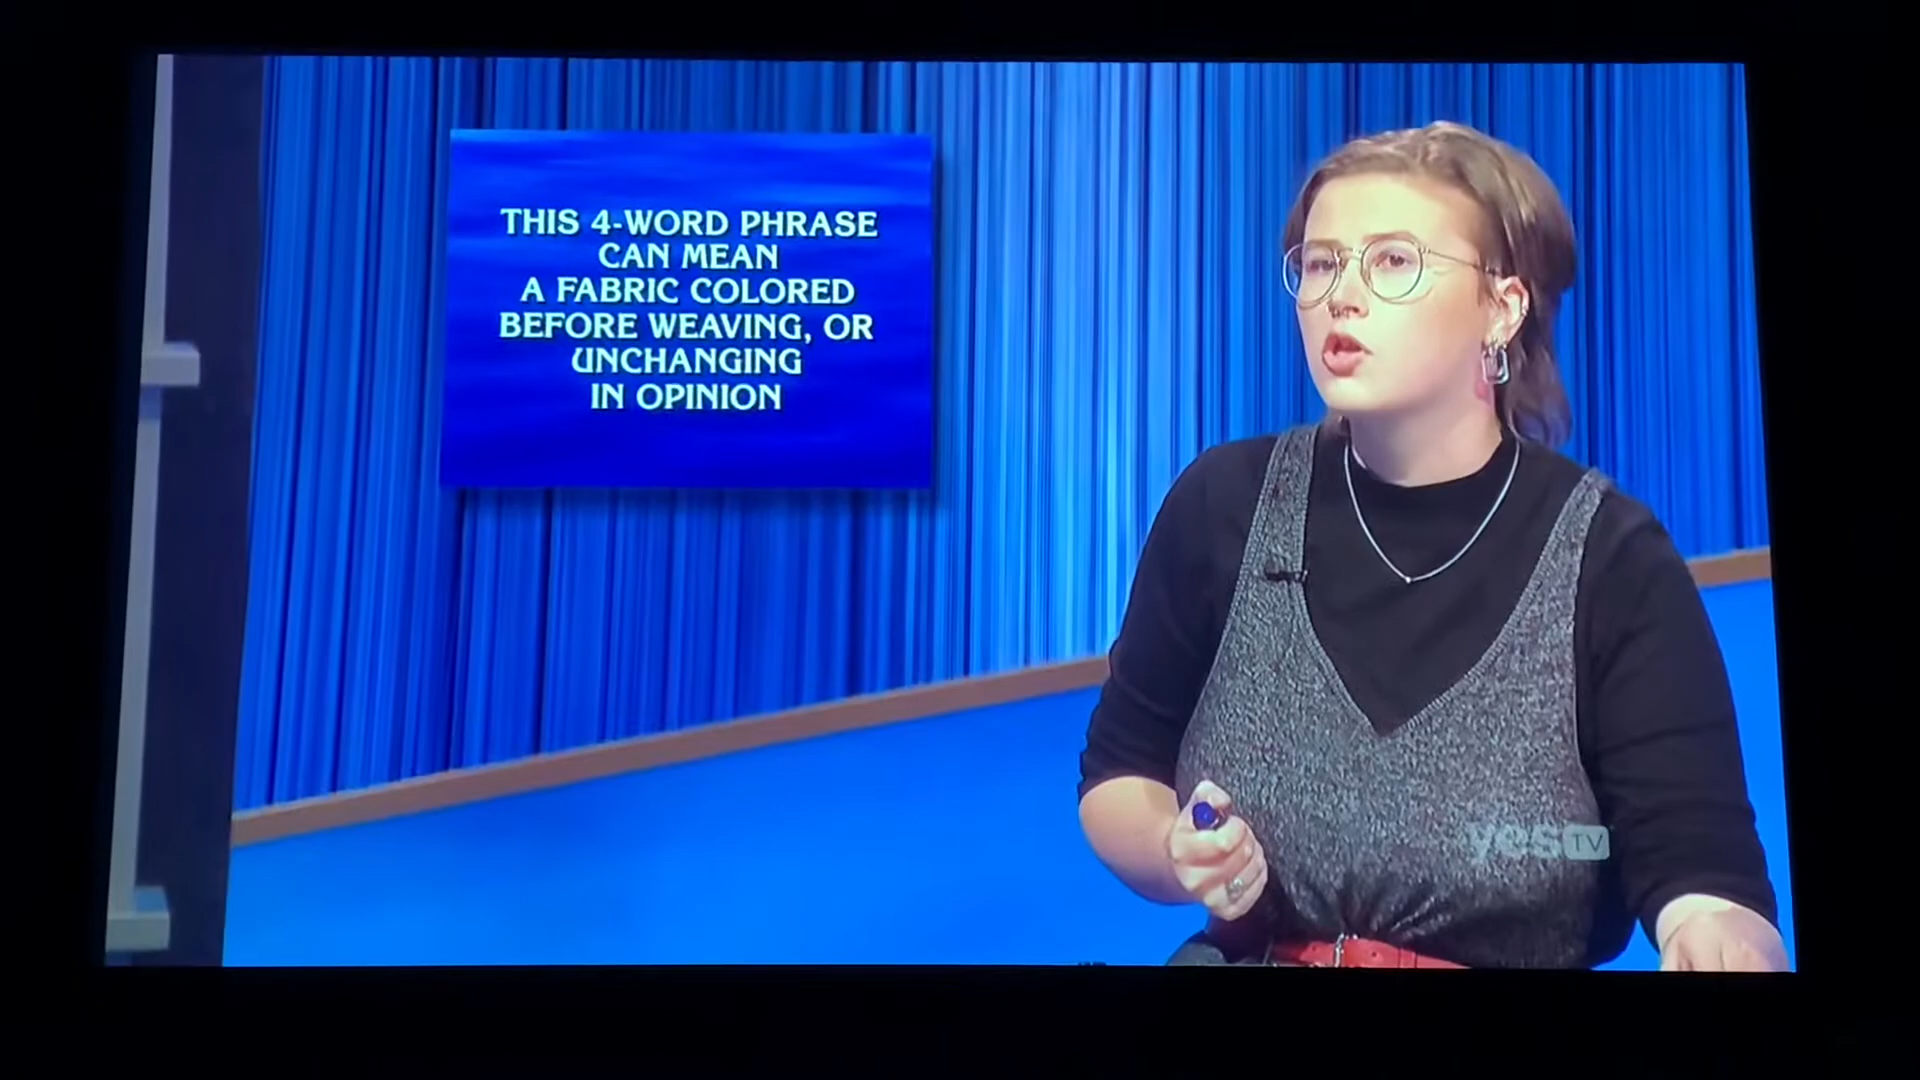 THIS 4-WORD PHRASE
CAN MEAN
A FABRIC COLORED
BEFORE WEAVING, OR
UNCHANGING
IN OPINION
yes TV